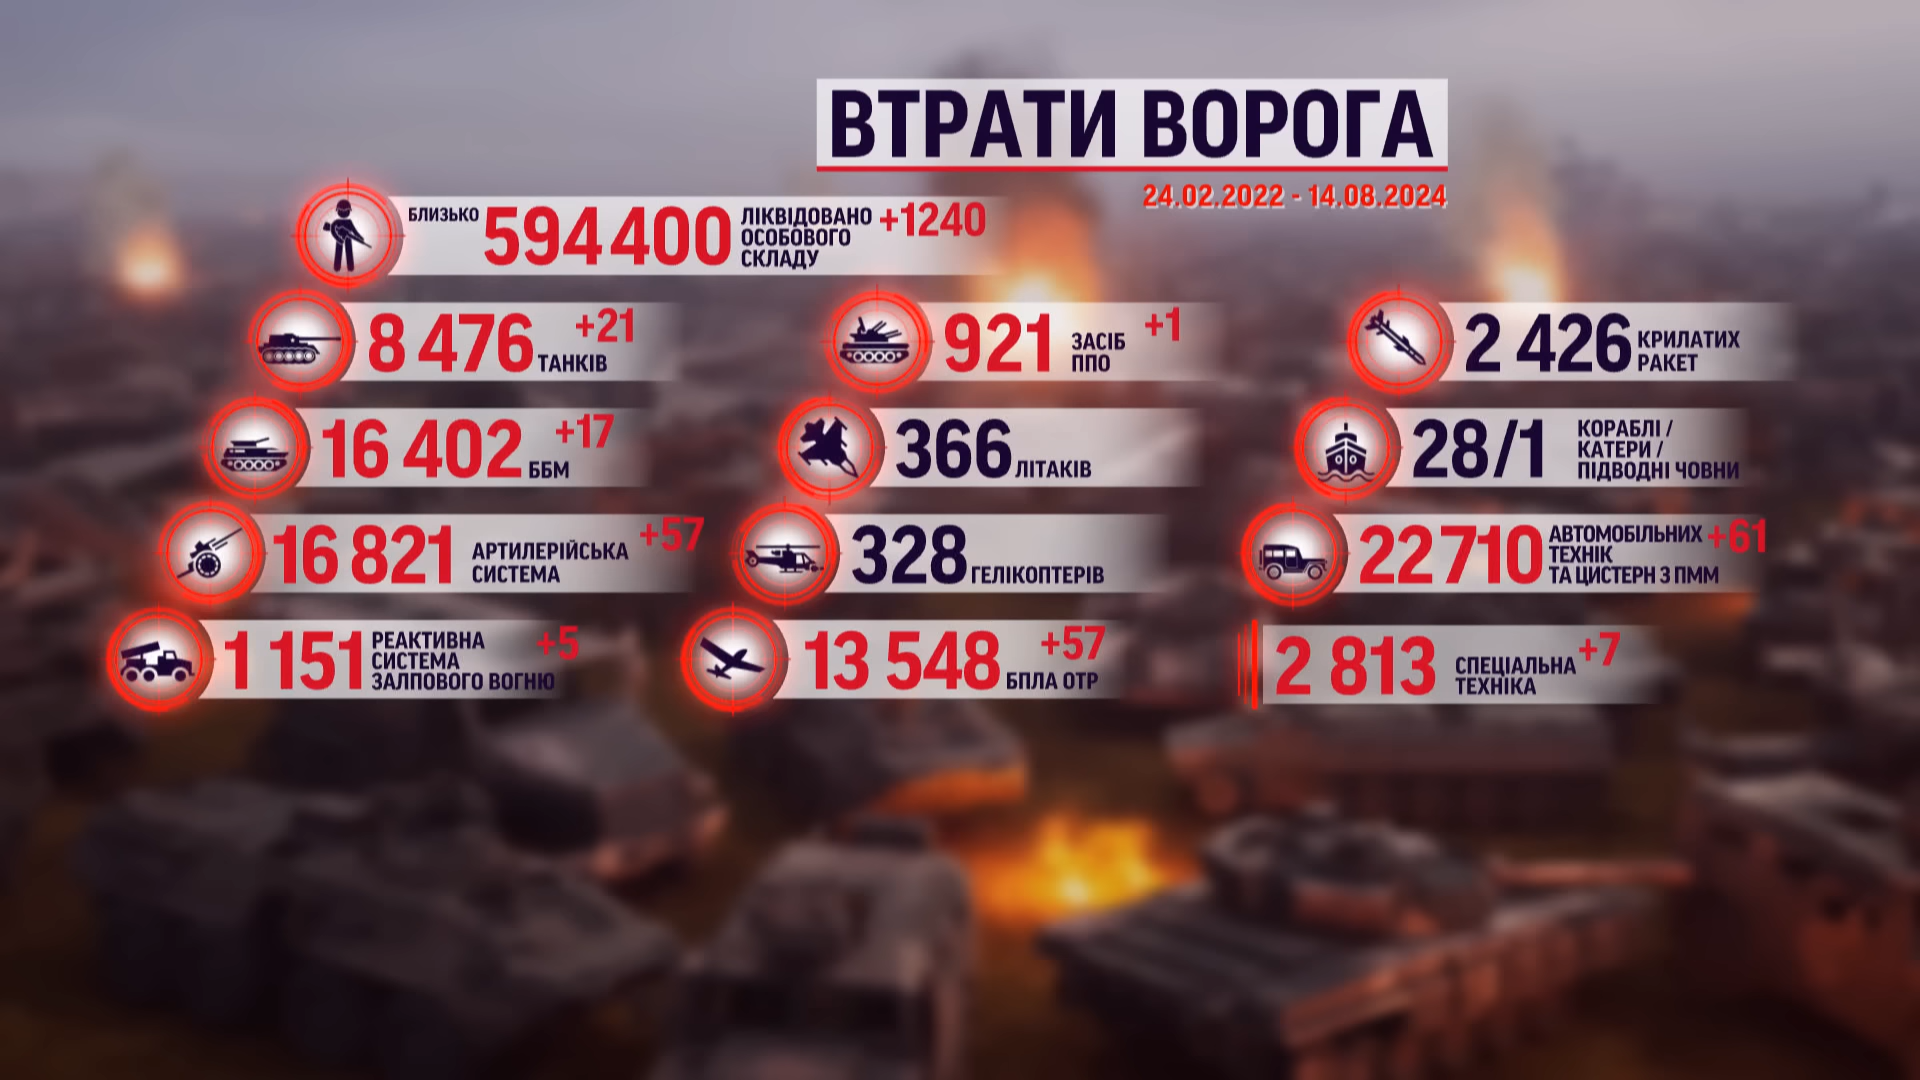 ВТРАТИ ВОРОГА
24.02.2022 - 14.08.2024
БЛИЗЬКО 594 400 ЛІКВІДОВАНО +1240
ОСОБОВОГО
СКЛАДУ
8 476 ТАНКІВ +21
16 402 ББМ +17
16 821 АРТИЛЕРІЙСЬКА +57
СИСТЕМА
1 151 РЕАКТИВНА +5
СИСТЕМА
ЗАЛПОВОГО ВОГНЮ
921 ЗАСІБ +1
ППО
366 ЛІТАКІВ
328 ГЕЛІКОПТЕРІВ
13 548 БПЛА ОТР +57
2 426 КРИЛАТИХ
РАКЕТ
28/1 КОРАБЛІ /
КАТЕРИ /
ПІДВОДНІ ЧОВНИ
22 710 АВТОМОБІЛЬНИХ +61
ТЕХНІК
ТА ЦИСТЕРН З ПММ
2 813 СПЕЦІАЛЬНА +7
ТЕХНІКА